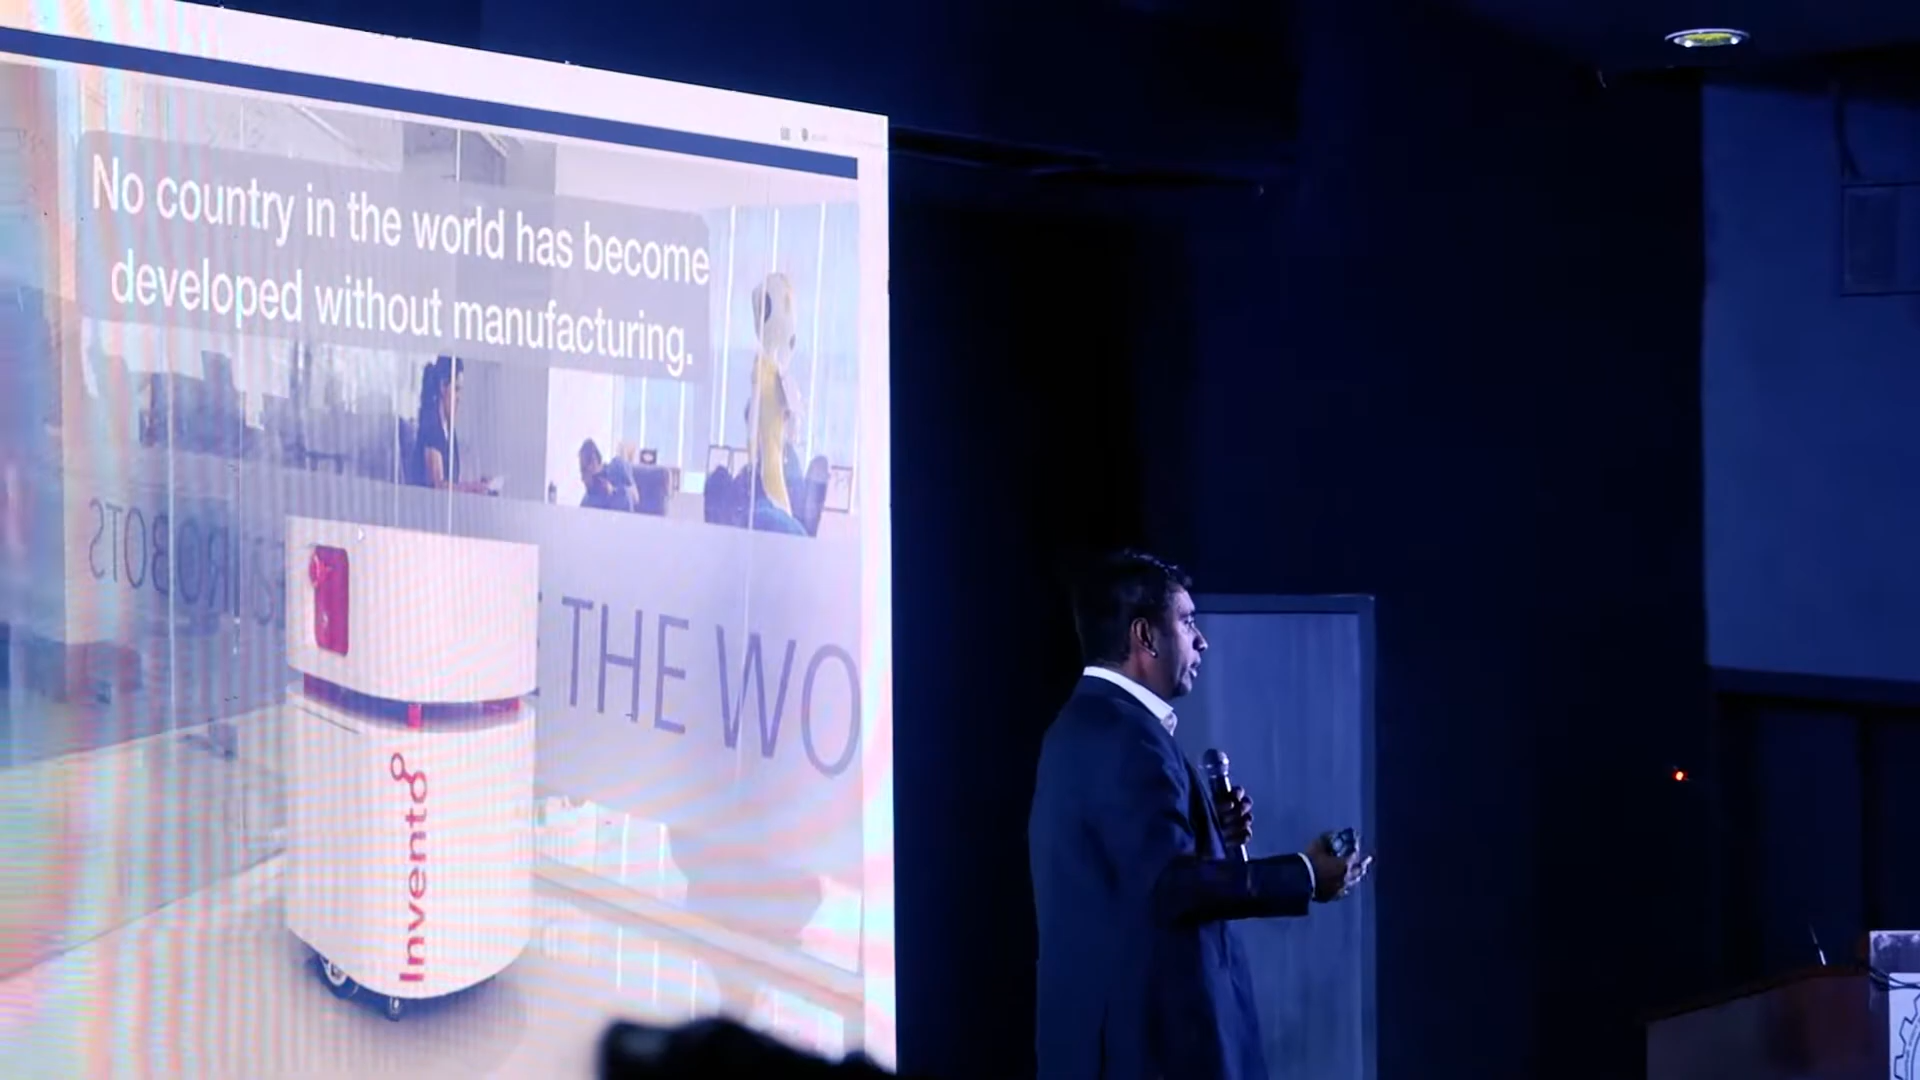 No country in the world has become
developed without manufacturing.
ROBOTS
THE WO
Invento